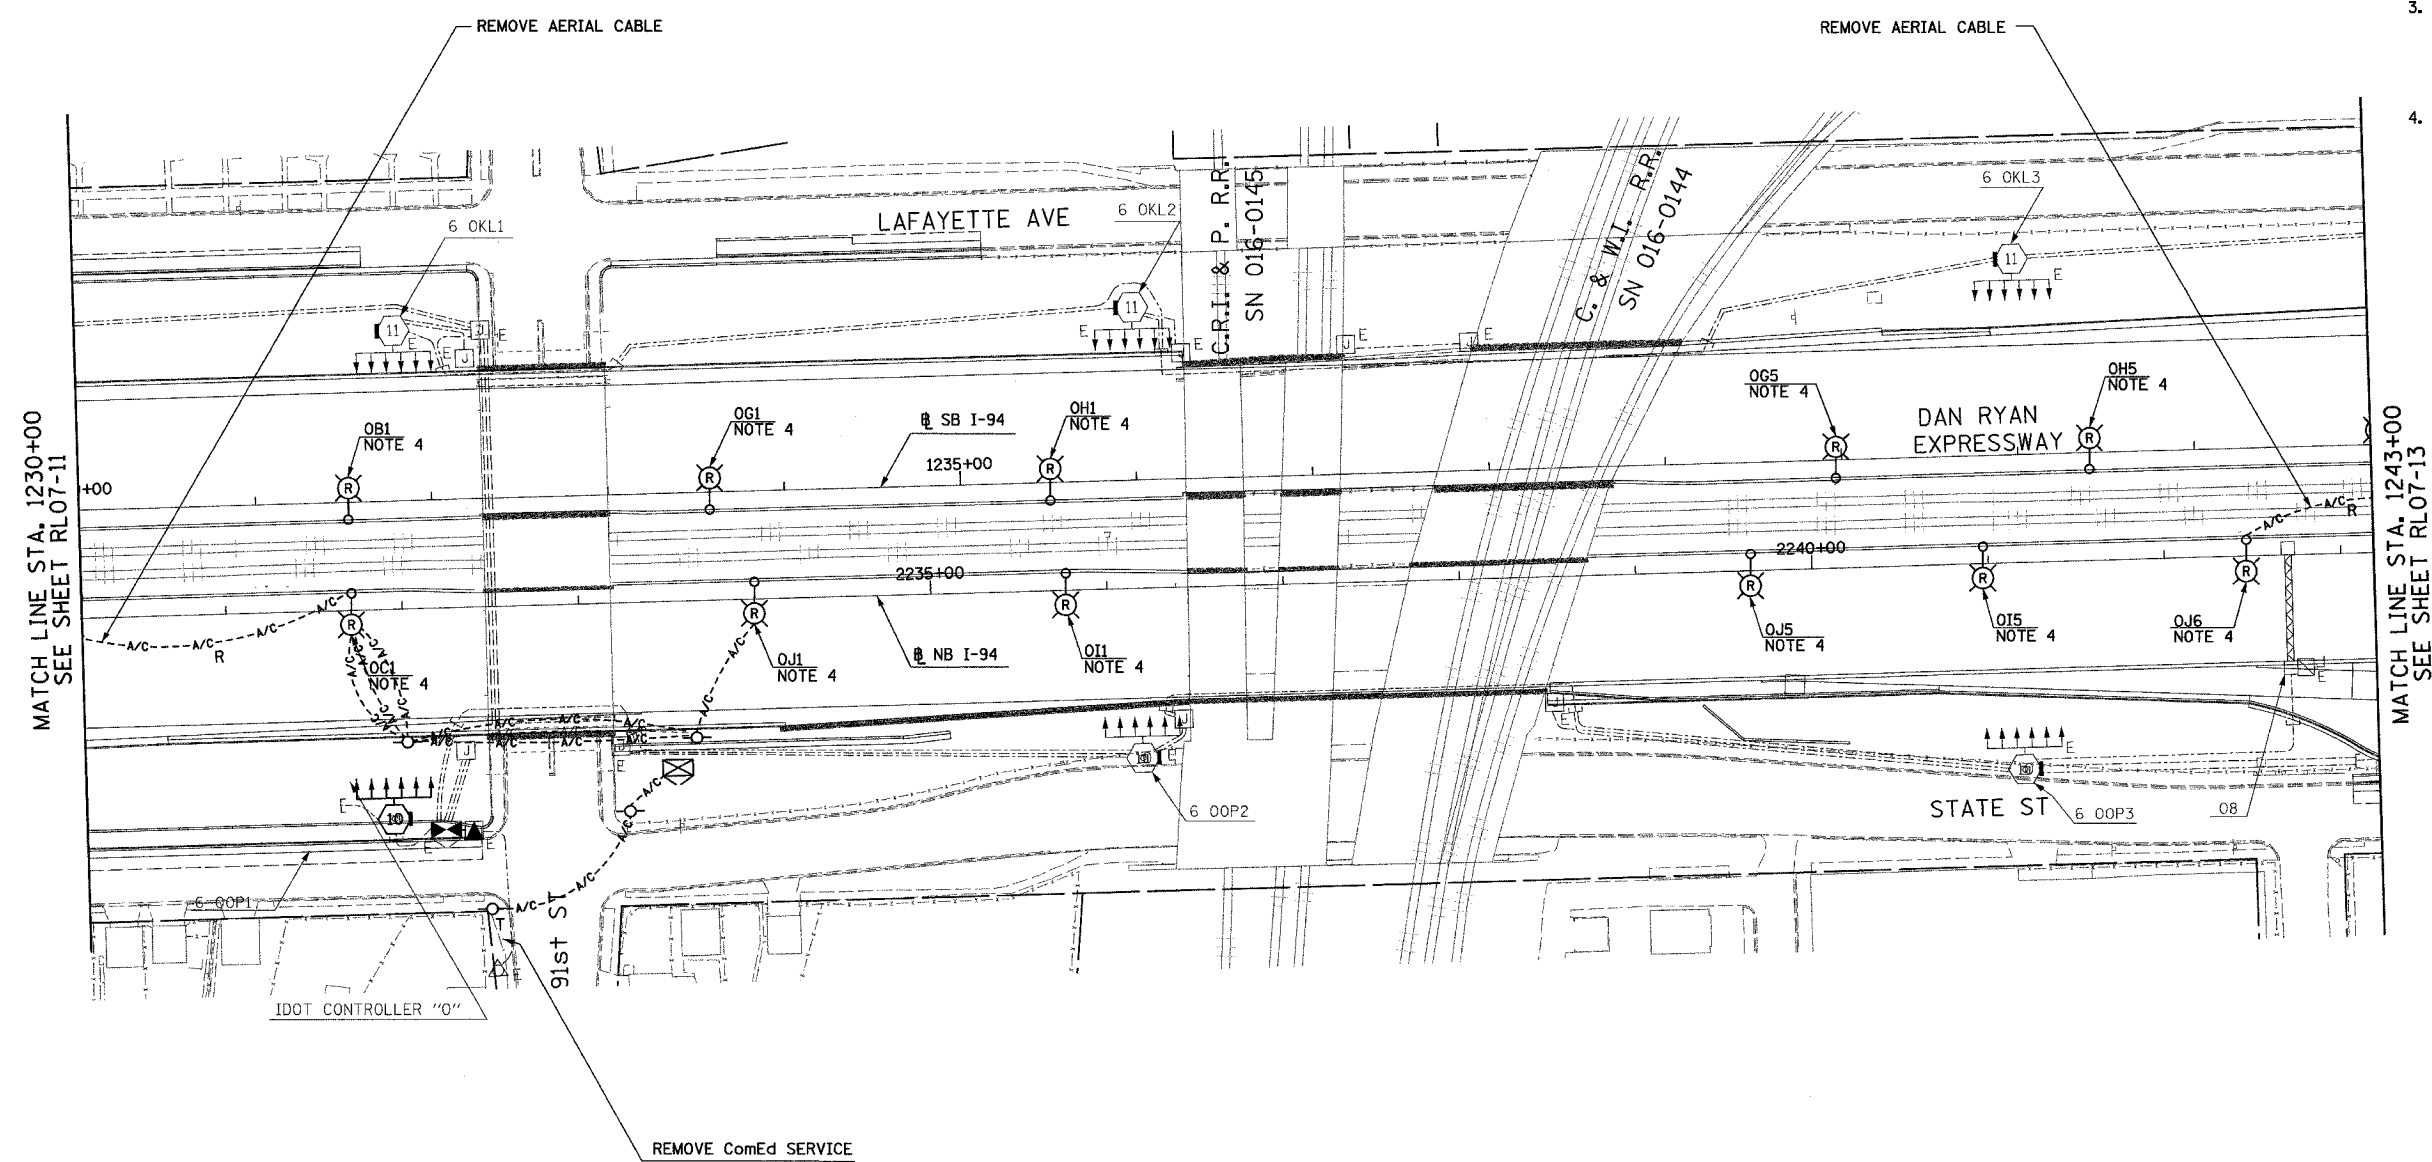 3.
REMOVE AERIAL CABLE
REMOVE AERIAL CABLE
4.
6 OKL1
LAFAYETTE AVE
6 OKL2
C.R.I. & P. R.R.
SN 016-0145
C. & W.I. R.R.
SN 016-0144
6 OKL3
11
11
11
E
E
E
E
E
E
E
E
J
J
J
J
MATCH LINE STA. 1230+00
SEE SHEET RL07-11
OB1
NOTE 4
OG1
NOTE 4
℄ SB I-94
OH1
NOTE 4
OG5
NOTE 4
OH5
NOTE 4
DAN RYAN
EXPRESSWAY
MATCH LINE STA. 1243+00
SEE SHEET RL07-13
R
R
R
R
R
+00
1235+00
2235+00
2240+00
A/C
A/C
R
A/C
A/C
A/C
A/C
A/C
R
R
R
R
R
R
R
OC1
NOTE 4
OJ1
NOTE 4
℄ NB I-94
OI1
NOTE 4
OJ5
NOTE 4
OI5
NOTE 4
OJ6
NOTE 4
A/C
A/C
A/C
A/C
A/C
A/C
A/C
A/C
A/C
A/C
J
J
J
E
E
E
E
E
E
10
6 OOP2
STATE ST
6 OOP3
08
A/C
A/C
A/C
A/C
6 OOP1
T
91st ST
IDOT CONTROLLER "O"
REMOVE ComEd SERVICE